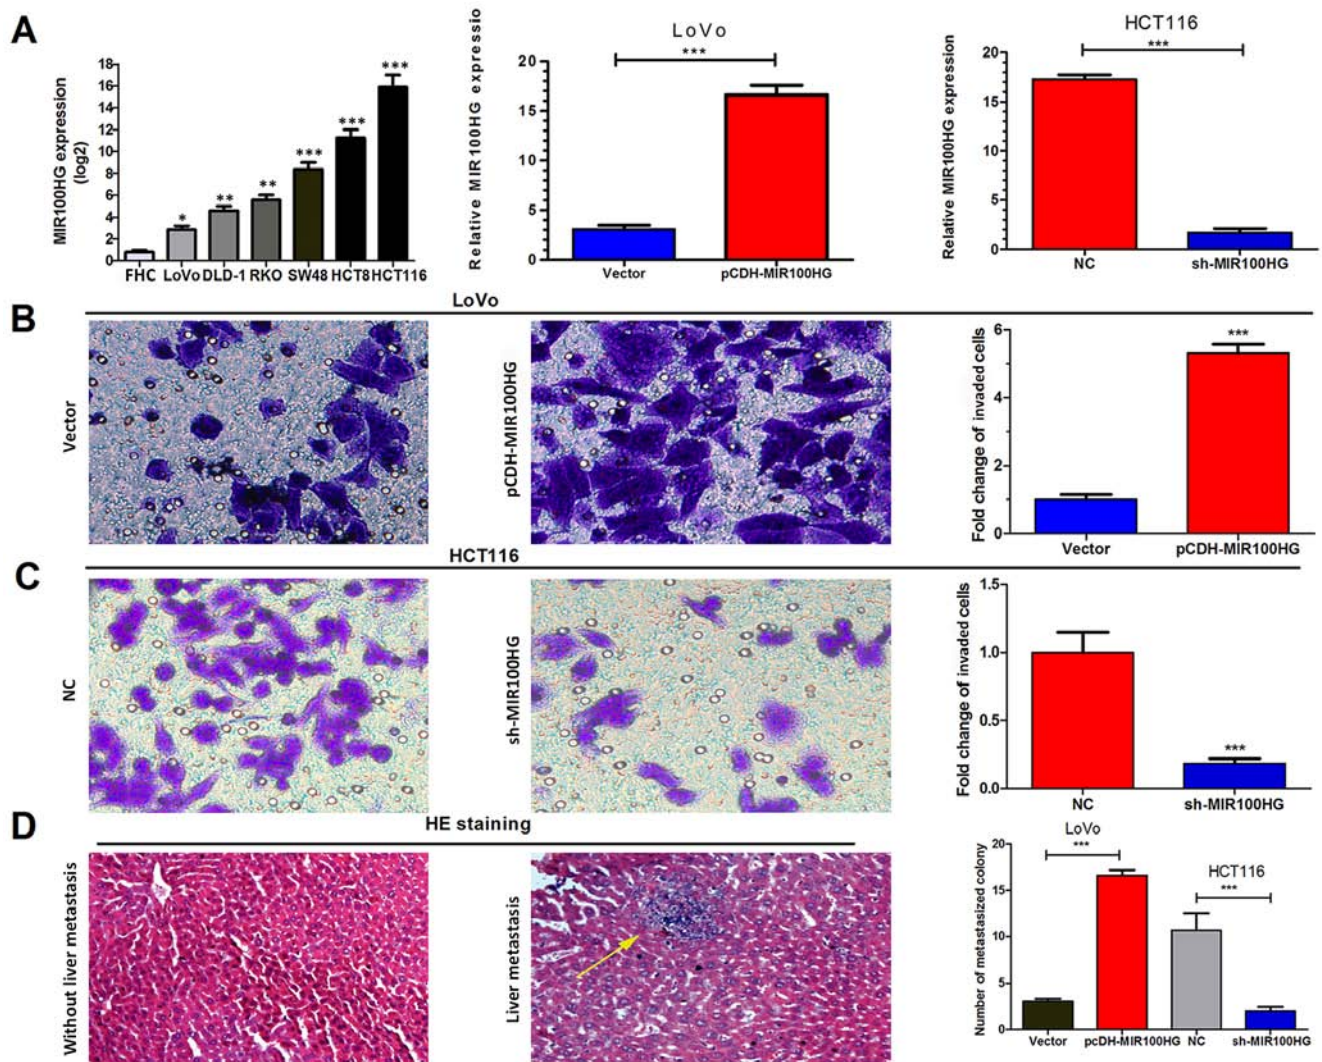 A
MIR100HG expression
(log2)
18
16
14
12
10
8
6
4
2
0
*
**
**
***
***
***
FHC LoVo DLD-1 RKO SW48 HCT8 HCT116
Relative MIR100HG expressio
LoVo
***
20
15
10
5
0
Vector pCDH-MIR100HG
Relative MIR100HG expression
HCT116
***
20
15
10
5
0
NC sh-MIR100HG
B
LoVo
Vector
pCDH-MIR100HG
Fold change of invaded cells
6
4
2
0
***
Vector pCDH-MIR100HG
C
HCT116
NC
sh-MIR100HG
Fold change of invaded cells
1.5
1.0
0.5
0.0
***
NC sh-MIR100HG
D
HE staining
Without liver metastasis
Liver metastasis
Number of metastasized colony
20
15
10
5
0
LoVo
***
HCT116
***
Vector pcDH-MIR100HG NC sh-MIR100HG